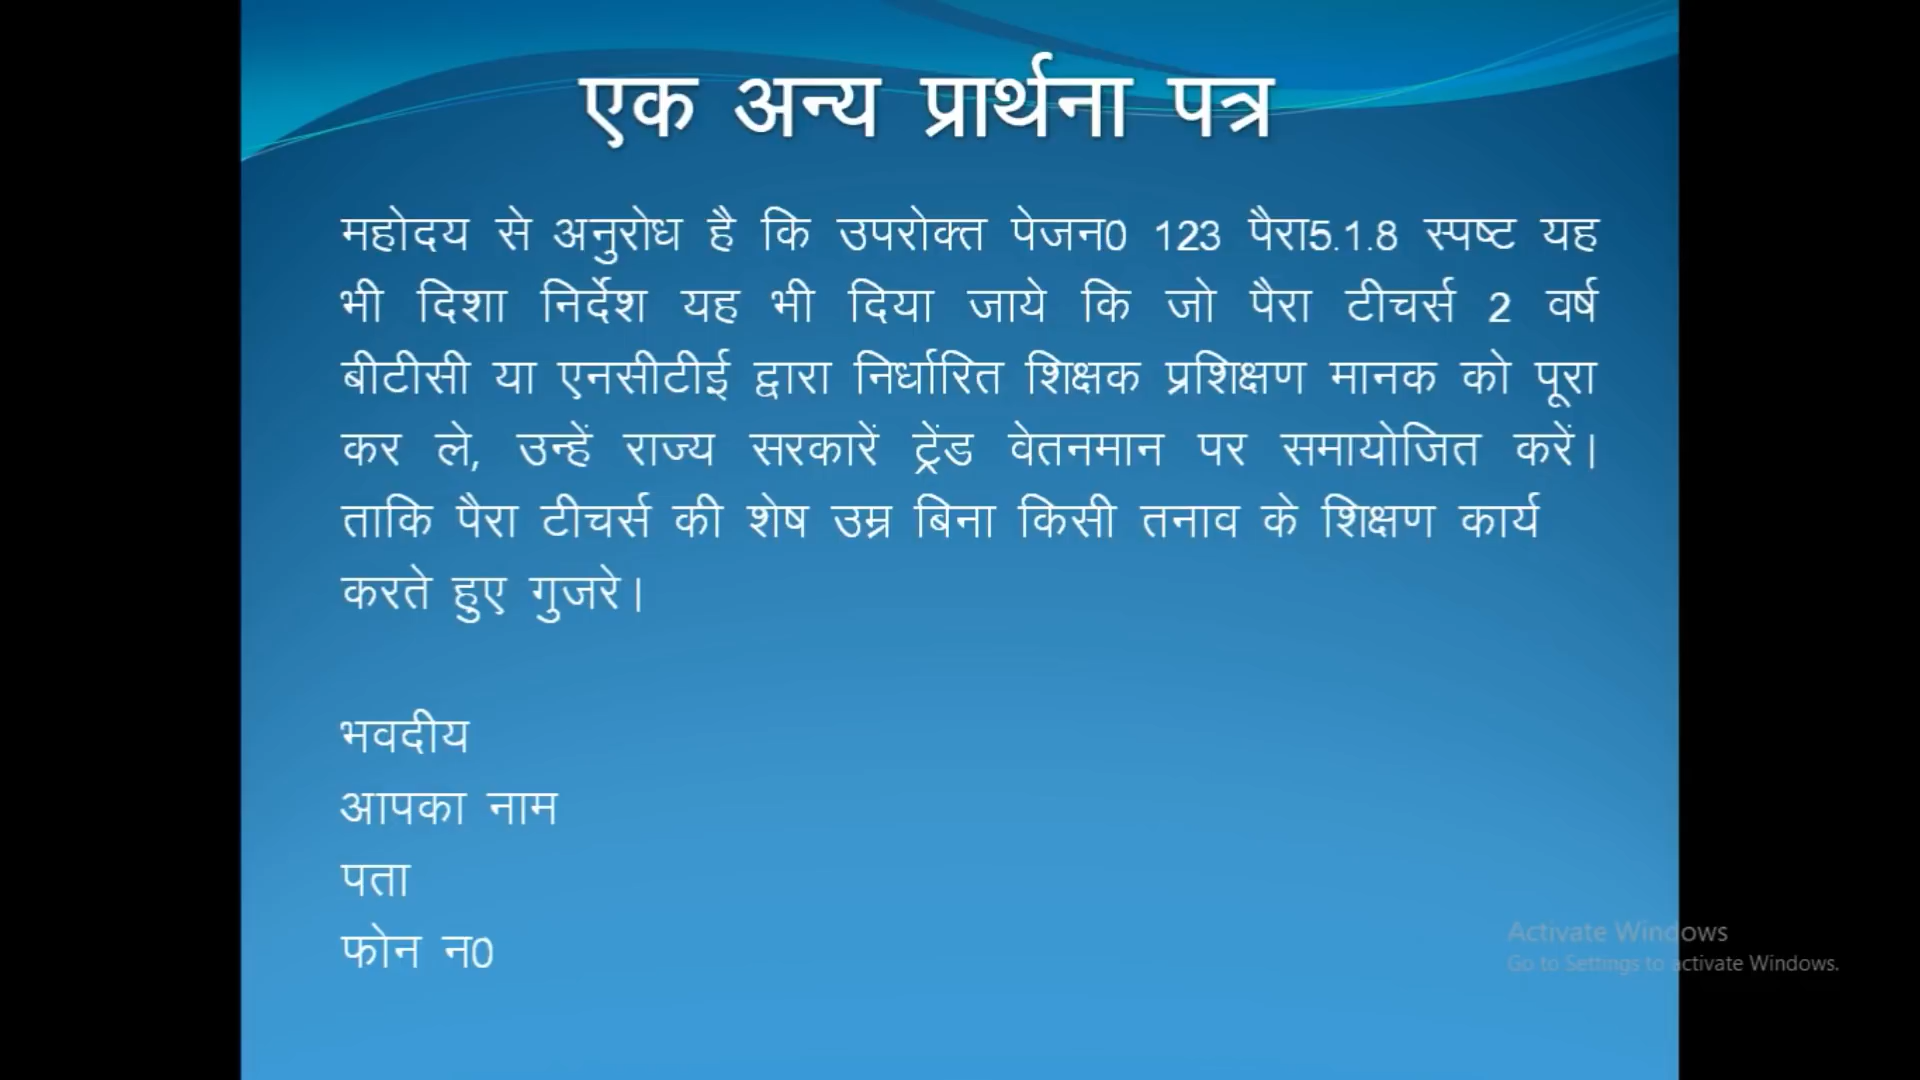 एक अन्य प्रार्थना पत्र
महोदय से अनुरोध है कि उपरोक्त पेजन0 123 पैरा5.1.8 स्पष्ट यह
भी दिशा निर्देश यह भी दिया जाये कि जो पैरा टीचर्स 2 वर्ष
बीटीसी या एनसीटीई द्वारा निर्धारित शिक्षक प्रशिक्षण मानक को पूरा
कर ले, उन्हें राज्य सरकारें ट्रेंड वेतनमान पर समायोजित करें।
ताकि पैरा टीचर्स की शेष उम्र बिना किसी तनाव के शिक्षण कार्य
करते हुए गुजरे।
भवदीय
आपका नाम
पता
फोन न0
Activate Windows
Go to Settings to activate Windows.